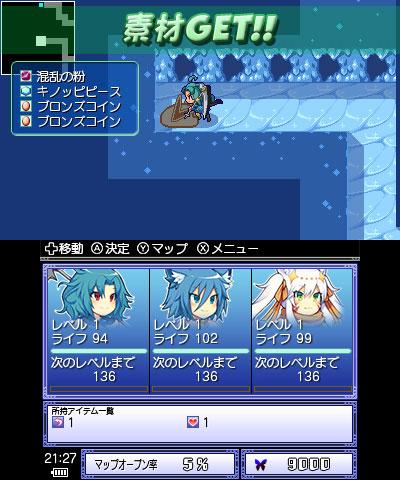 素材GET!!
混乱の粉
キノッピピース
ブロンズコイン
ブロンズコイン
移動 Ⓐ決定 Ⓨマップ Ⓧメニュー
レベル 1
ライフ 94
次のレベルまで
136
レベル 1
ライフ 102
次のレベルまで
136
レベル 1
ライフ 99
次のレベルまで
136
所持アイテム一覧
1
1
21:27
マップオープン率 5%
9000